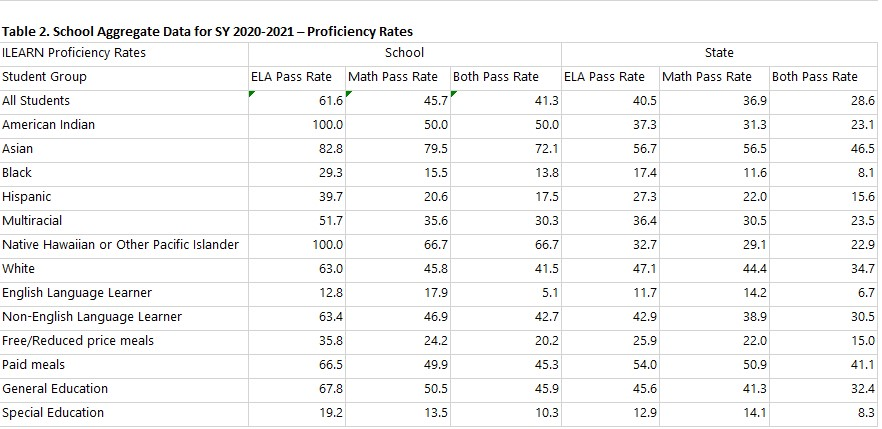 Table 2. School Aggregate Data for SY 2020-2021 – Proficiency Rates
ILEARN Proficiency Rates School State
Student Group ELA Pass Rate Math Pass Rate Both Pass Rate ELA Pass Rate Math Pass Rate Both Pass Rate
All Students 61.6 45.7 41.3 40.5 36.9 28.6
American Indian 100.0 50.0 50.0 37.3 31.3 23.1
Asian 82.8 79.5 72.1 56.7 56.5 46.5
Black 29.3 15.5 13.8 17.4 11.6 8.1
Hispanic 39.7 20.6 17.5 27.3 22.0 15.6
Multiracial 51.7 35.6 30.3 36.4 30.5 23.5
Native Hawaiian or Other Pacific Islander 100.0 66.7 66.7 32.7 29.1 22.9
White 63.0 45.8 41.5 47.1 44.4 34.7
English Language Learner 12.8 17.9 5.1 11.7 14.2 6.7
Non-English Language Learner 63.4 46.9 42.7 42.9 38.9 30.5
Free/Reduced price meals 35.8 24.2 20.2 25.9 22.0 15.0
Paid meals 66.5 49.9 45.3 54.0 50.9 41.1
General Education 67.8 50.5 45.9 45.6 41.3 32.4
Special Education 19.2 13.5 10.3 12.9 14.1 8.3